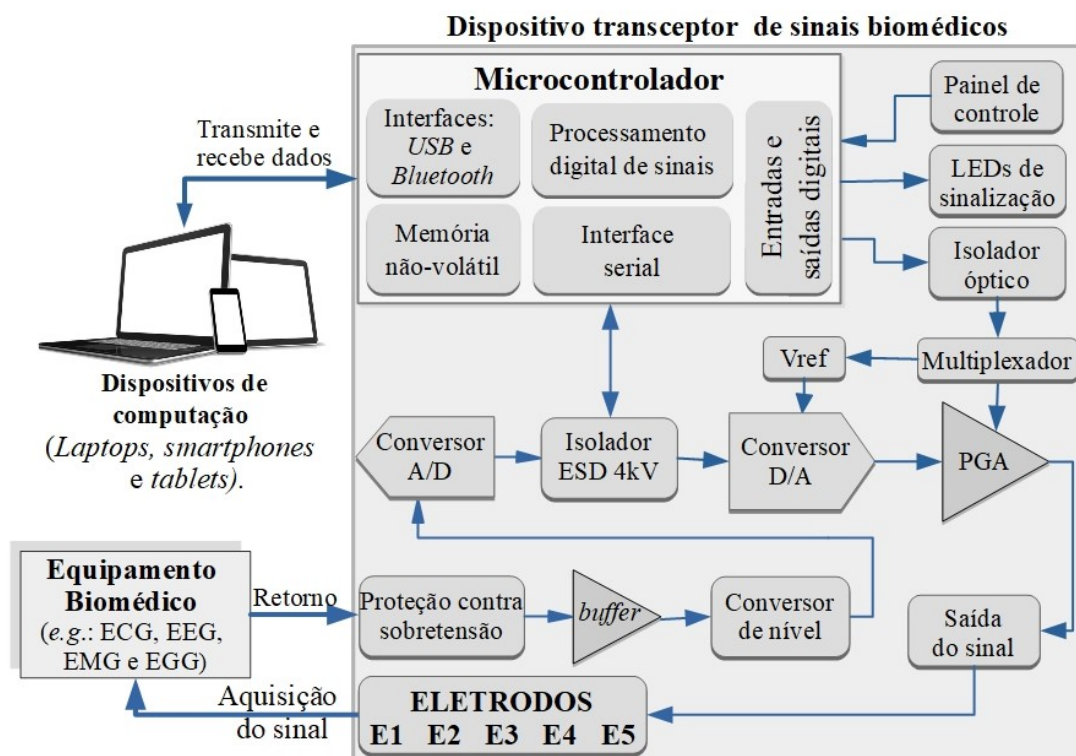 Dispositivo transceptor de sinais biomédicos
Microcontrolador
Interfaces:
USB e
Bluetooth
Processamento
digital de sinais
Memória
não-volátil
Interface
serial
Entradas e
saídas digitais
Painel de
controle
LEDs de
sinalização
Isolador
óptico
Transmite e
recebe dados
Dispositivos de
computação
(Laptops, smartphones
e tablets).
Vref
Multiplexador
Conversor
A/D
Isolador
ESD 4kV
Conversor
D/A
PGA
Equipamento
Biomédico
(e.g.: ECG, EEG,
EMG e EGG)
Retorno
Proteção contra
sobretensão
buffer
Conversor
de nível
Saída
do sinal
Aquisição
do sinal
ELETRODOS
E1 E2 E3 E4 E5